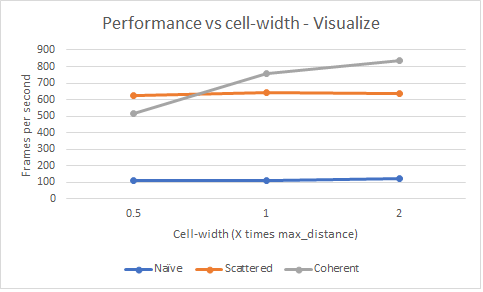 Performance vs cell-width - Visualize
900
800
700
600
500
400
300
200
100
0
Frames per second
0.5 1 2
Cell-width (X times max_distance)
Naïve Scattered Coherent